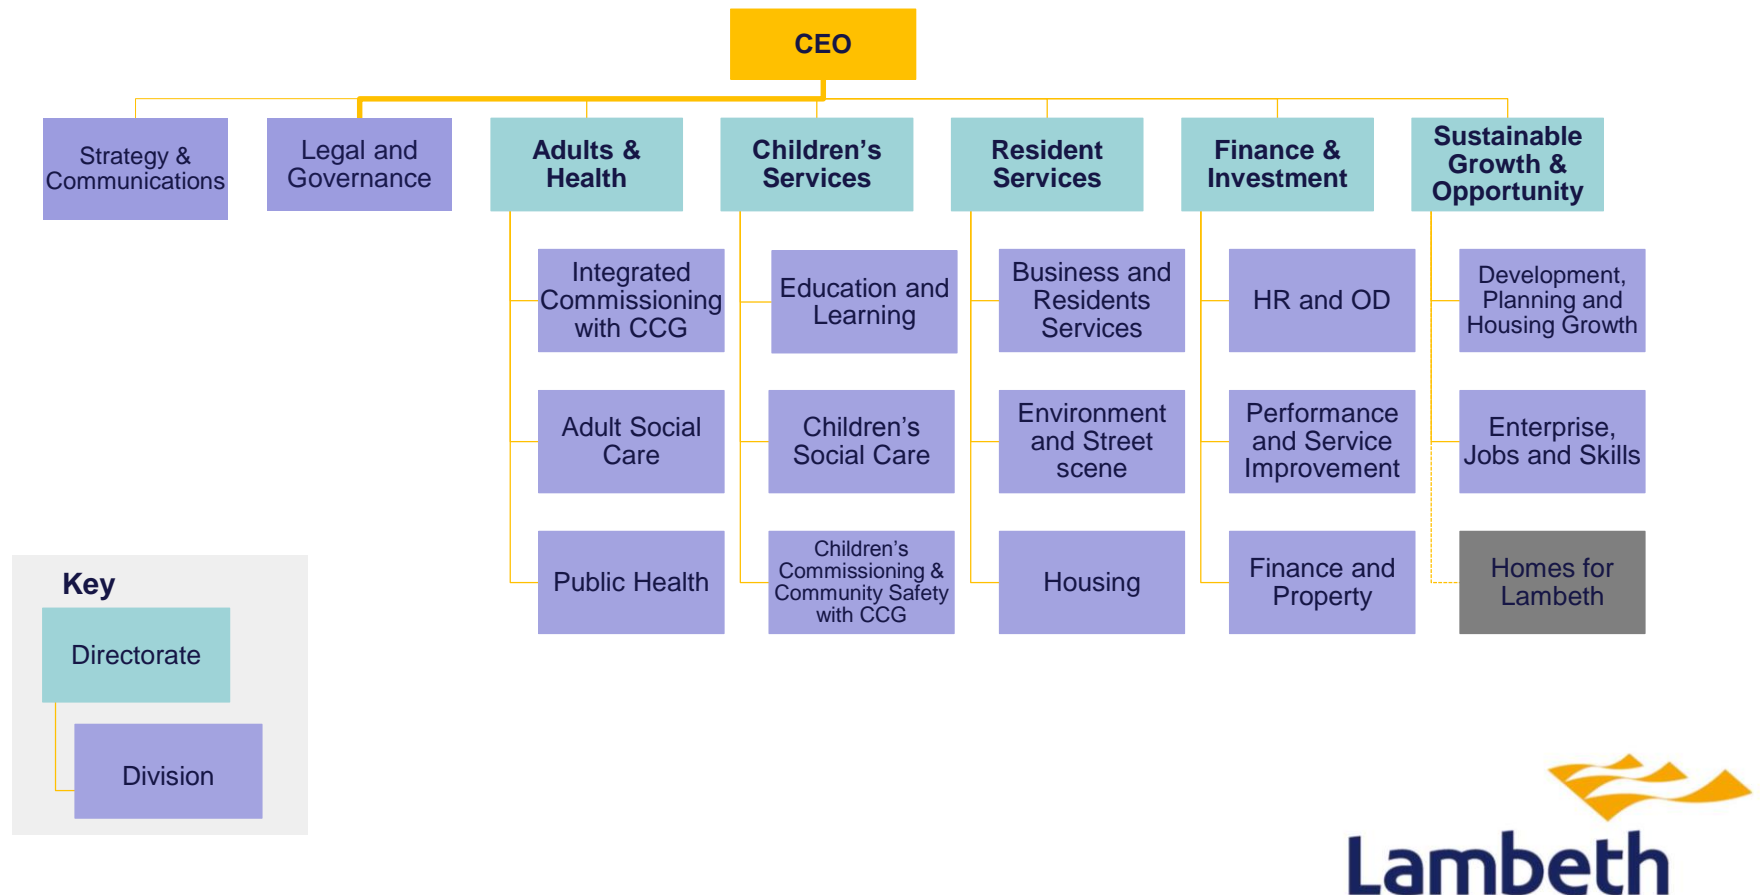 CEO
Strategy &
Communications
Legal and
Governance
Adults &
Health
Children’s
Services
Resident
Services
Finance &
Investment
Sustainable
Growth &
Opportunity
Integrated
Commissioning
with CCG
Education and
Learning
Business and
Residents
Services
HR and OD
Development,
Planning and
Housing Growth
Adult Social
Care
Children’s
Social Care
Environment
and Street
scene
Performance
and Service
Improvement
Enterprise,
Jobs and Skills
Public Health
Children’s
Commissioning &
Community Safety
with CCG
Housing
Finance and
Property
Homes for
Lambeth
Key
Directorate
Division
Lambeth